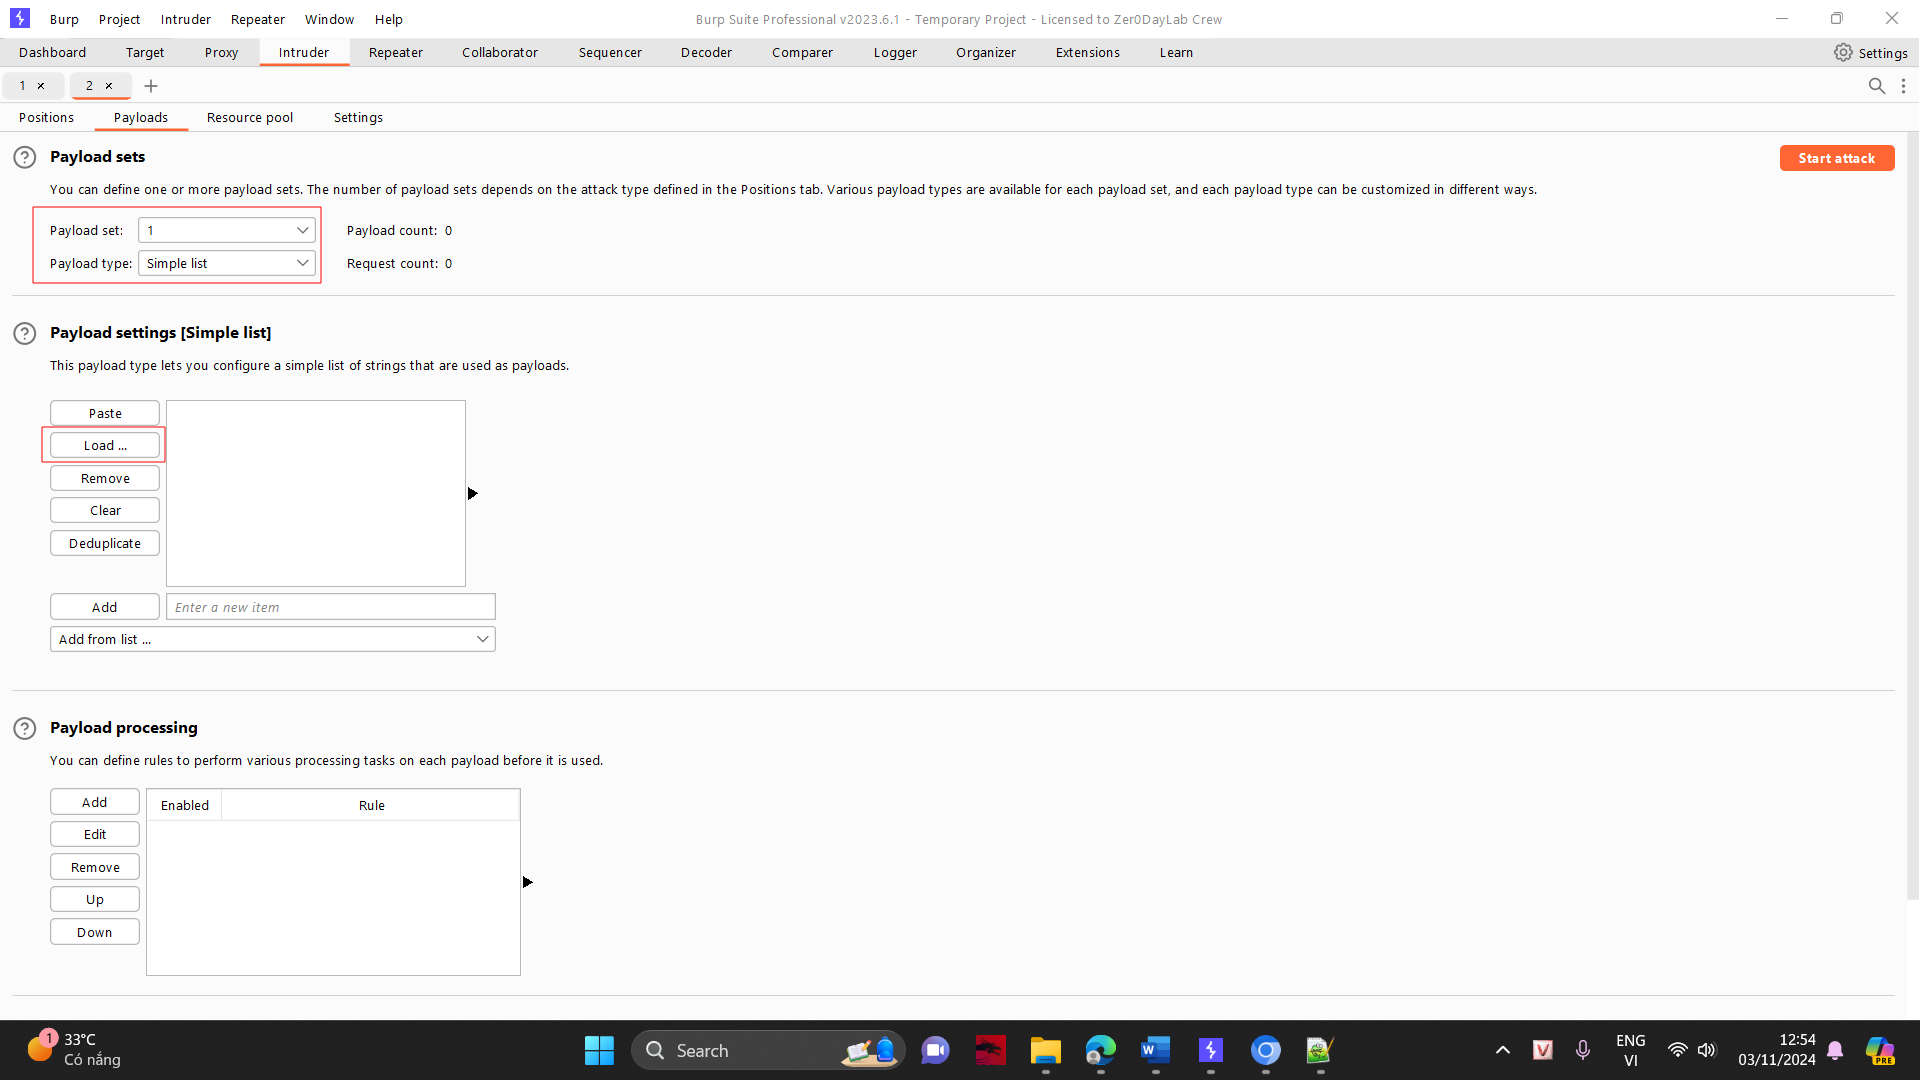 Burp Project Intruder Repeater Window Help
Burp Suite Professional v2023.6.1 - Temporary Project - Licensed to Zer0DayLab Crew
Dashboard Target Proxy Intruder Repeater Collaborator Sequencer Decoder Comparer Logger Organizer Extensions Learn Settings
1 × 2 × +
Positions Payloads Resource pool Settings
? Payload sets
Start attack
You can define one or more payload sets. The number of payload sets depends on the attack type defined in the Positions tab. Various payload types are available for each payload set, and each payload type can be customized in different ways.
Payload set: 1 Payload count: 0
Payload type: Simple list Request count: 0
? Payload settings [Simple list]
This payload type lets you configure a simple list of strings that are used as payloads.
Paste
Load ...
Remove
Clear
Deduplicate
Add Enter a new item
Add from list ...
? Payload processing
You can define rules to perform various processing tasks on each payload before it is used.
Add
Enabled Rule
Edit
Remove
Up
Down
1 33°C
Có nắng
Search
W
V
ENG
VI
12:54
03/11/2024
PRE